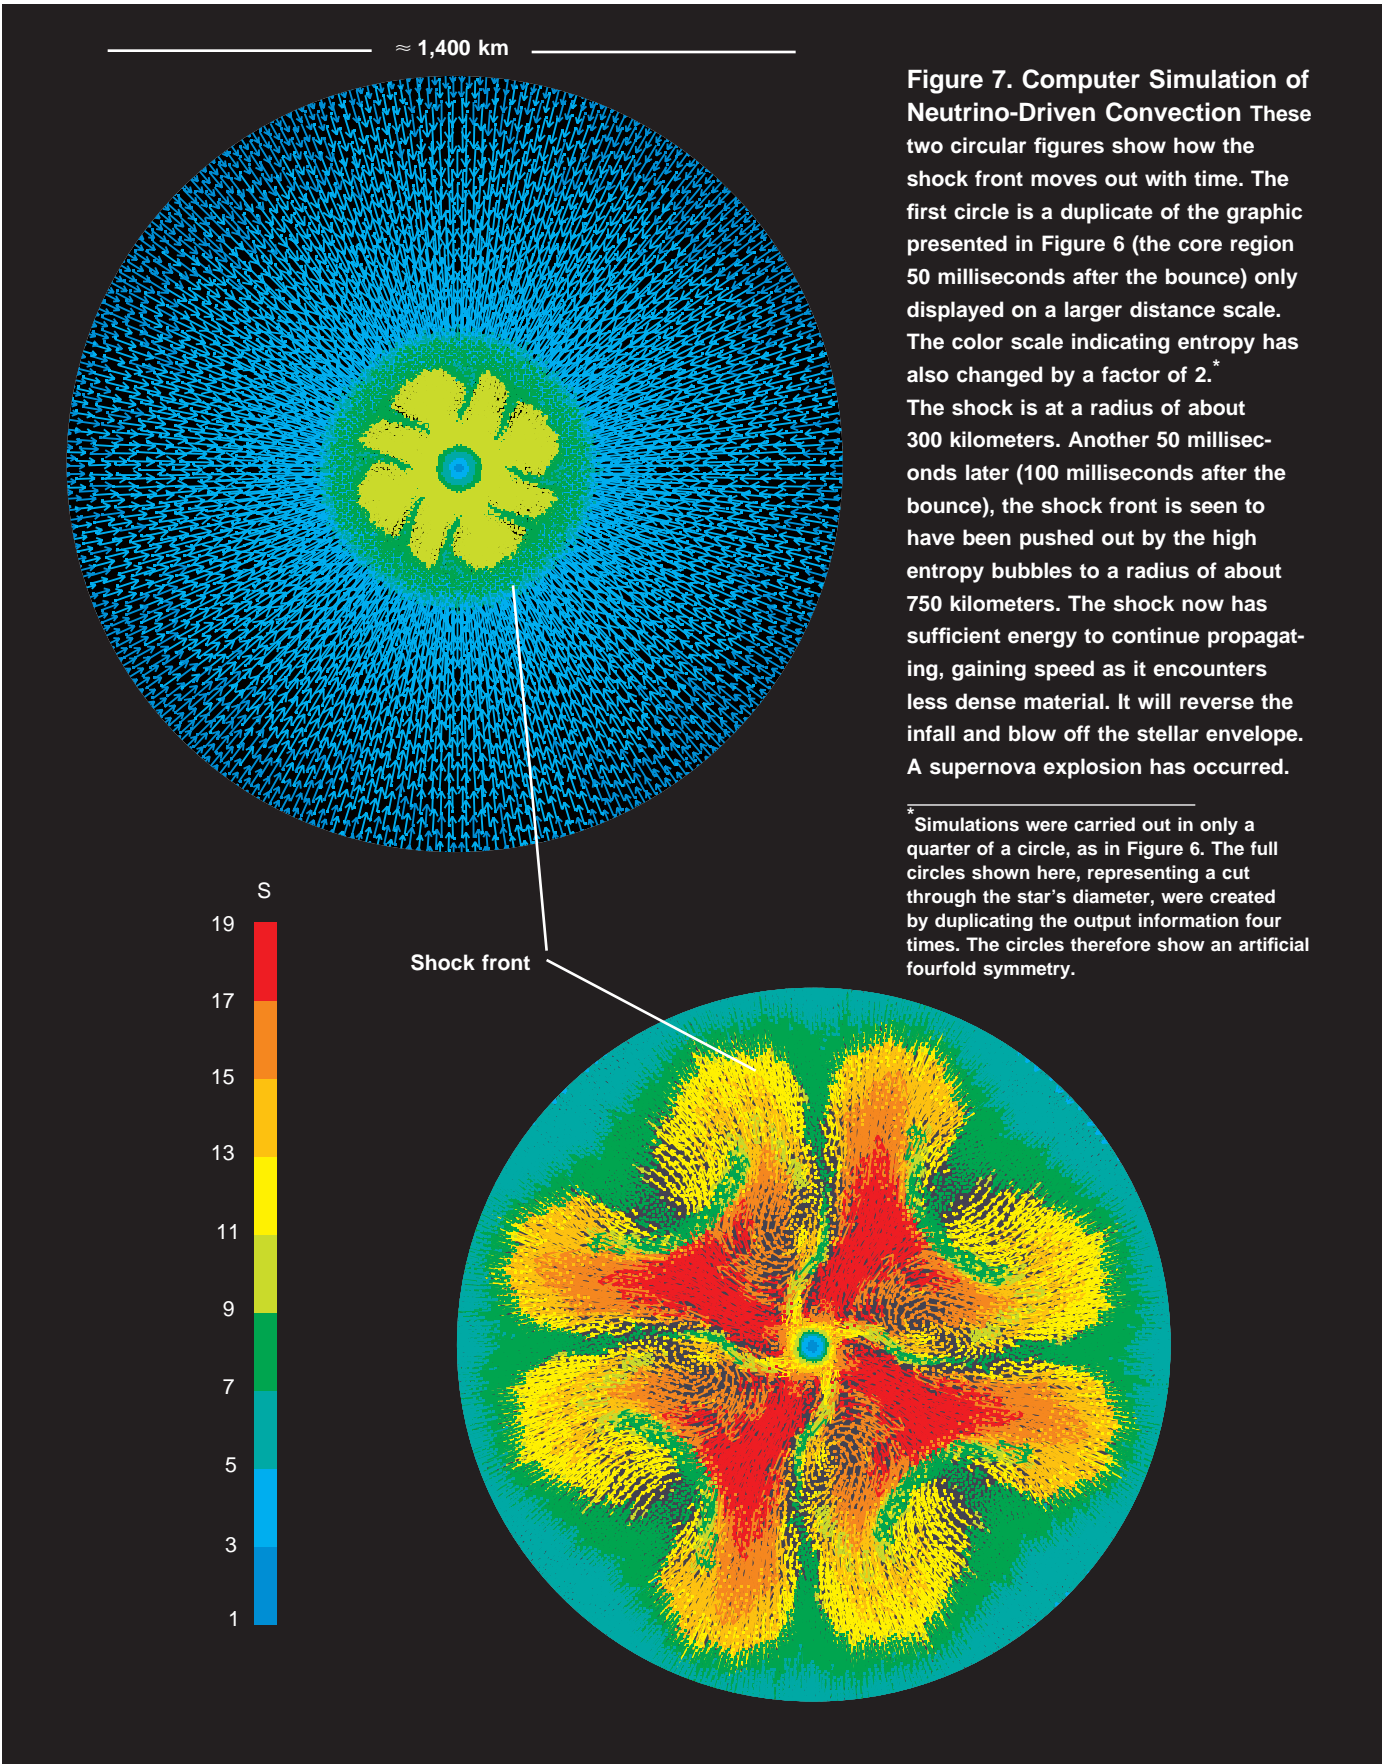 ≈ 1,400 km
Figure 7. Computer Simulation of
Neutrino-Driven Convection These
two circular figures show how the
shock front moves out with time. The
first circle is a duplicate of the graphic
presented in Figure 6 (the core region
50 milliseconds after the bounce) only
displayed on a larger distance scale.
The color scale indicating entropy has
also changed by a factor of 2.*
The shock is at a radius of about
300 kilometers. Another 50 millisec-
onds later (100 milliseconds after the
bounce), the shock front is seen to
have been pushed out by the high
entropy bubbles to a radius of about
750 kilometers. The shock now has
sufficient energy to continue propagat-
ing, gaining speed as it encounters
less dense material. It will reverse the
infall and blow off the stellar envelope.
A supernova explosion has occurred.
*Simulations were carried out in only a
quarter of a circle, as in Figure 6. The full
circles shown here, representing a cut
through the star's diameter, were created
by duplicating the output information four
times. The circles therefore show an artificial
fourfold symmetry.
S
19
17
15
13
11
9
7
5
3
1
Shock front